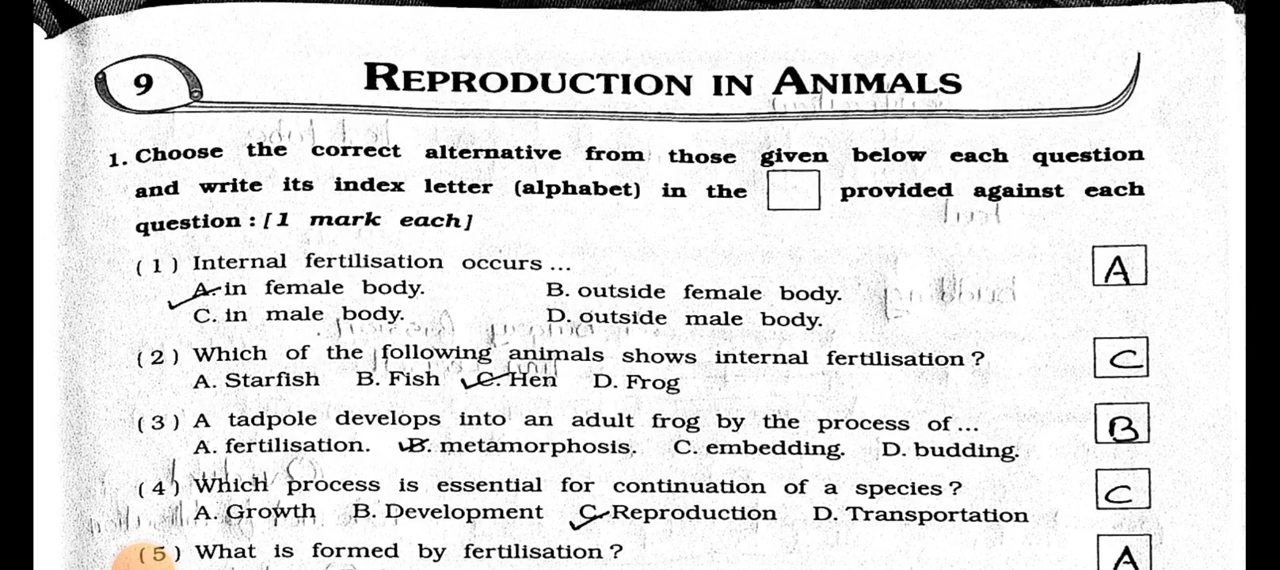 9
REPRODUCTION IN ANIMALS
1. Choose the correct alternative from those given below each question
and write its index letter (alphabet) in the provided against each
question : [1 mark each]
(1) Internal fertilisation occurs ... A
A. in female body. B. outside female body.
C. in male body. D. outside male body.
(2) Which of the following animals shows internal fertilisation ? C
A. Starfish B. Fish C. Hen D. Frog
(3) A tadpole develops into an adult frog by the process of ... B
A. fertilisation. B. metamorphosis. C. embedding. D. budding.
(4) Which process is essential for continuation of a species ? C
A. Growth B. Development C. Reproduction D. Transportation
(5) What is formed by fertilisation ? A